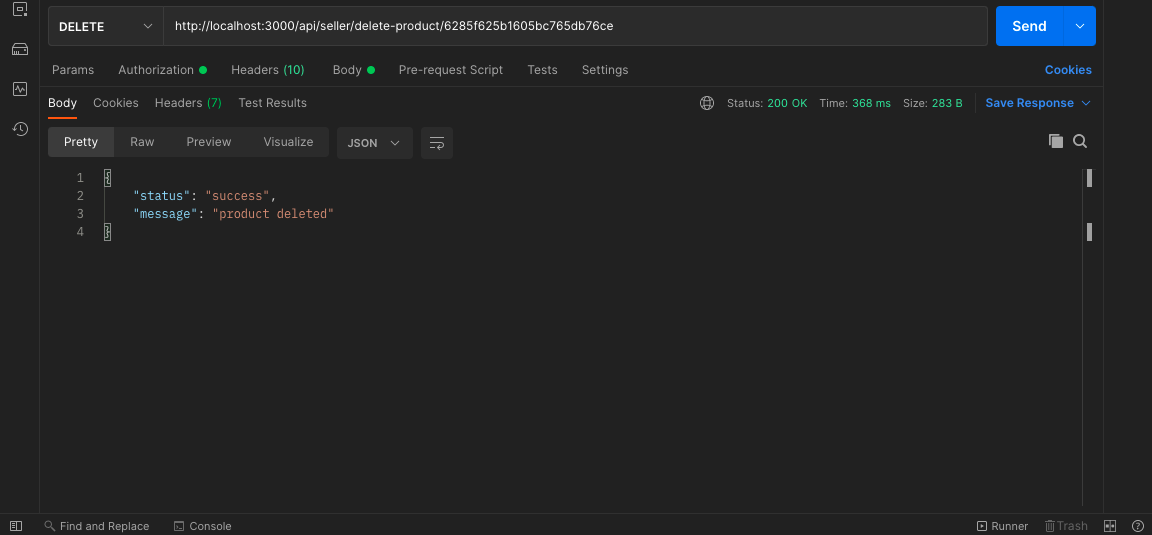 DELETE http://localhost:3000/api/seller/delete-product/6285f625b1605bc765db76ce Send
Params Authorization Headers (10) Body Pre-request Script Tests Settings Cookies
Body Cookies Headers (7) Test Results Status: 200 OK Time: 368 ms Size: 283 B Save Response
Pretty Raw Preview Visualize JSON
1 {
2 "status": "success",
3 "message": "product deleted"
4 }
Find and Replace Console Runner Trash